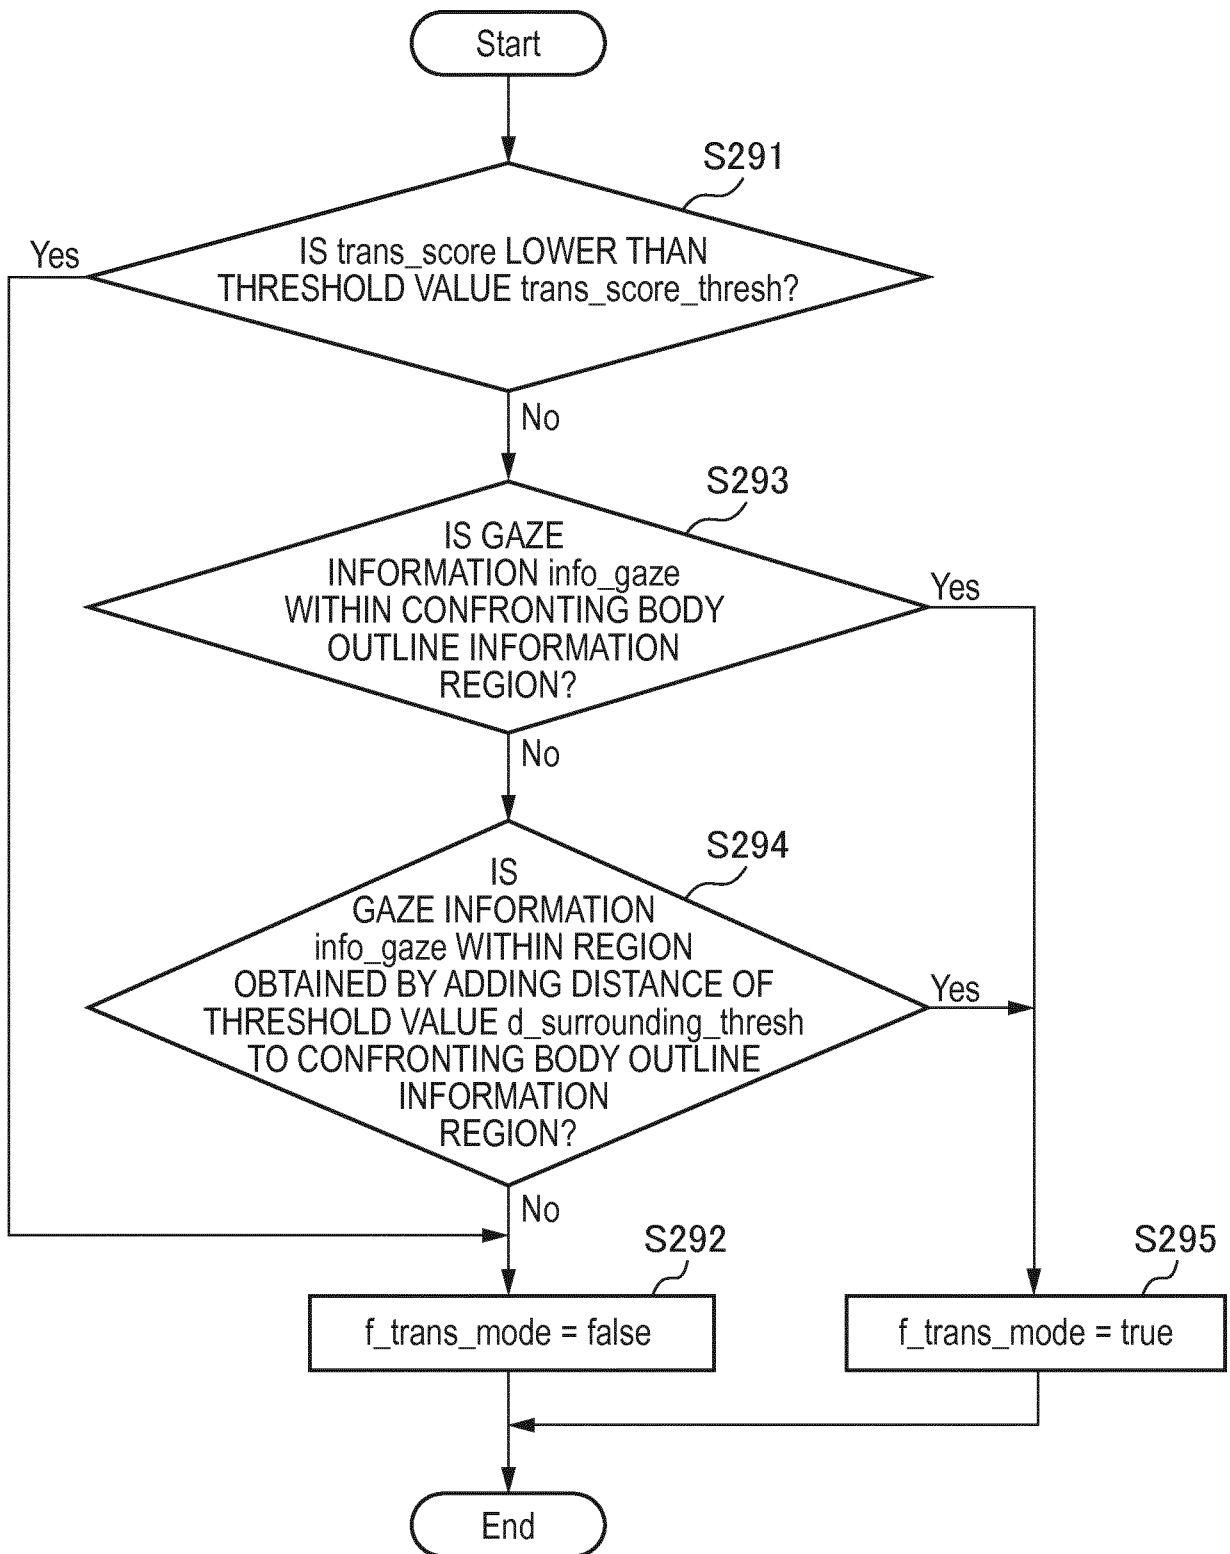 Start
S291
Yes
IS trans_score LOWER THAN
THRESHOLD VALUE trans_score_thresh?
No
S293
IS GAZE
INFORMATION info_gaze
WITHIN CONFRONTING BODY
OUTLINE INFORMATION
REGION?
Yes
No
S294
IS
GAZE INFORMATION
info_gaze WITHIN REGION
OBTAINED BY ADDING DISTANCE OF
THRESHOLD VALUE d_surrounding_thresh
TO CONFRONTING BODY OUTLINE
INFORMATION
REGION?
Yes
No
S292
S295
f_trans_mode = false
f_trans_mode = true
End